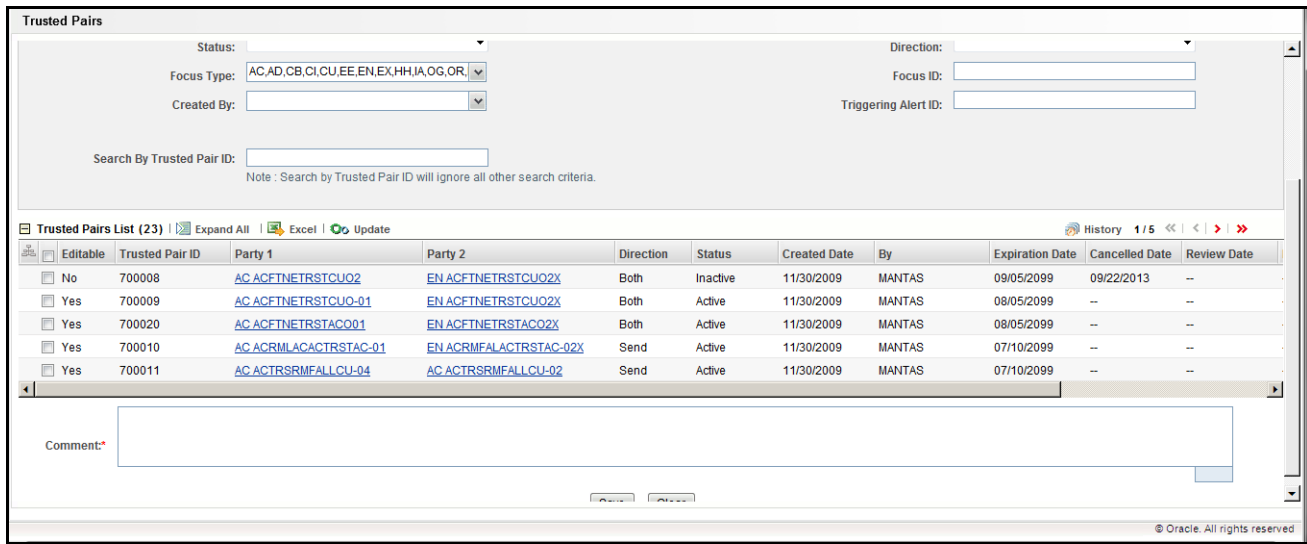 Trusted Pairs
Status: Direction:
Focus Type: AC,AD,CB,CI,CU,EE,EN,EX,HH,IA,OG,OR, Focus ID:
Created By: Triggering Alert ID:
Search By Trusted Pair ID:
Note : Search by Trusted Pair ID will ignore all other search criteria.
Trusted Pairs List (23) | Expand All | Excel | Update History 1/5
Editable Trusted Pair ID Party 1 Party 2 Direction Status Created Date By Expiration Date Cancelled Date Review Date
No 700008 AC ACFTNETRSTCUO2 EN ACFTNETRSTCUO2X Both Inactive 11/30/2009 MANTAS 09/05/2099 09/22/2013 --
Yes 700009 AC ACFTNETRSTCUO-01 EN ACFTNETRSTCUO2X Both Active 11/30/2009 MANTAS 08/05/2099 -- --
Yes 700020 AC ACFTNETRSTACO01 EN ACFTNETRSTACO2X Both Active 11/30/2009 MANTAS 08/05/2099 -- --
Yes 700010 AC ACRMLACACTRSTAC-01 EN ACRMFALACTRSTAC-02X Send Active 11/30/2009 MANTAS 07/10/2099 -- --
Yes 700011 AC ACTRSRMFALLCU-04 AC ACTRSRMFALLCU-02 Send Active 11/30/2009 MANTAS 07/10/2099 -- --
Comment:*
Save Clear
© Oracle. All rights reserved